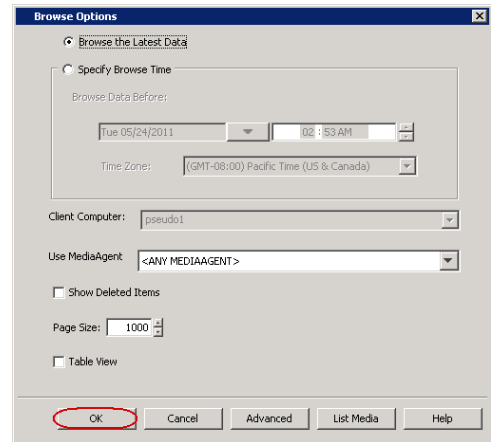 Browse Options
Browse the Latest Data
Specify Browse Time
Browse Data Before:
Tue 05/24/2011 02 : 53 AM
Time Zone: (GMT-08:00) Pacific Time (US & Canada)
Client Computer: pseudo1
Use MediaAgent <ANY MEDIAAGENT>
Show Deleted Items
Page Size: 1000
Table View
OK Cancel Advanced List Media Help